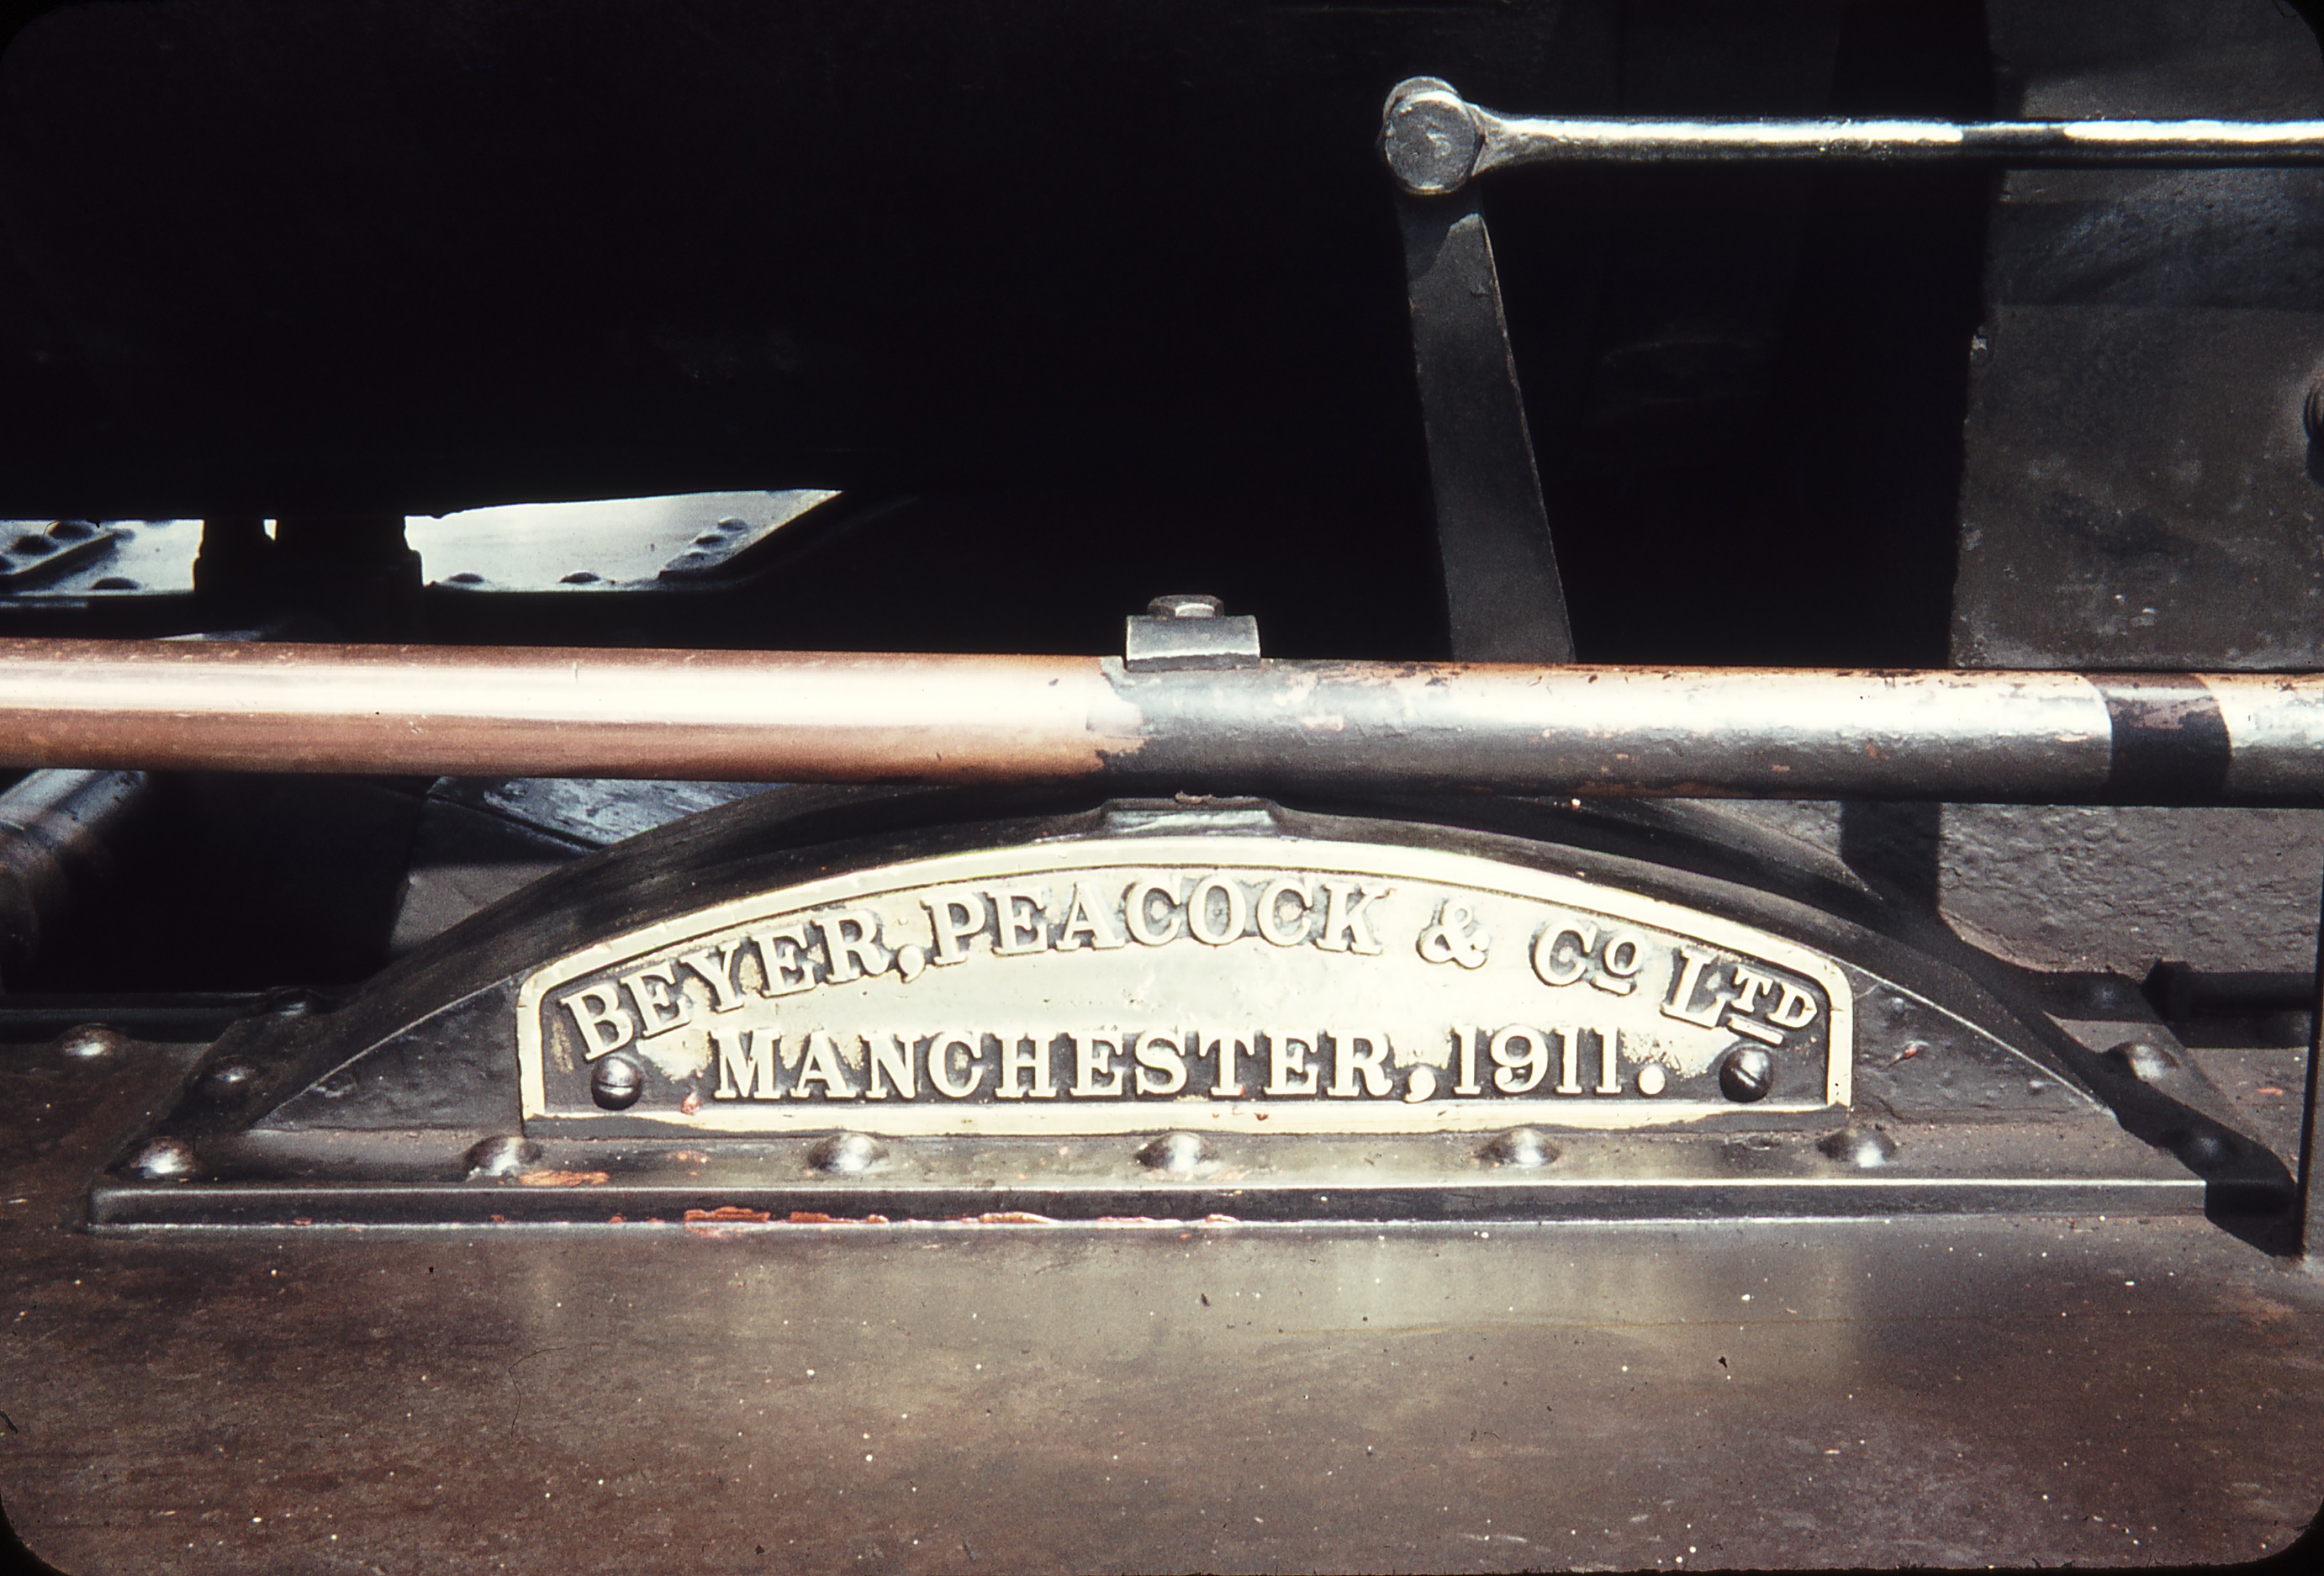 BEYER, PEACOCK & Co LTD
MANCHESTER, 1911.